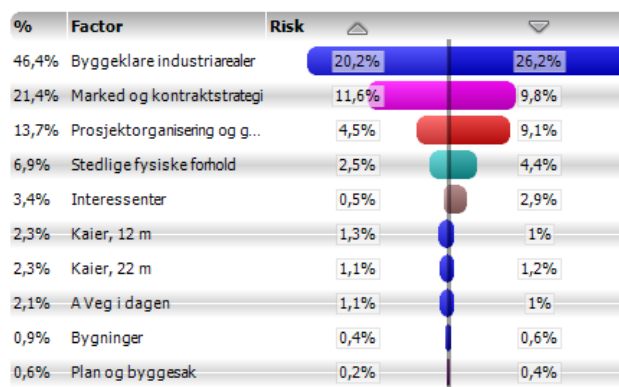 % Factor Risk
46,4% Byggeklare industriarealer 20,2% 26,2%
21,4% Marked og kontraktstrategi 11,6% 9,8%
13,7% Prosjektorganisering og g... 4,5% 9,1%
6,9% Stedlige fysiske forhold 2,5% 4,4%
3,4% Interessenter 0,5% 2,9%
2,3% Kaier, 12 m 1,3% 1%
2,3% Kaier, 22 m 1,1% 1,2%
2,1% A Veg i dagen 1,1% 1%
0,9% Bygninger 0,4% 0,6%
0,6% Plan og byggesak 0,2% 0,4%